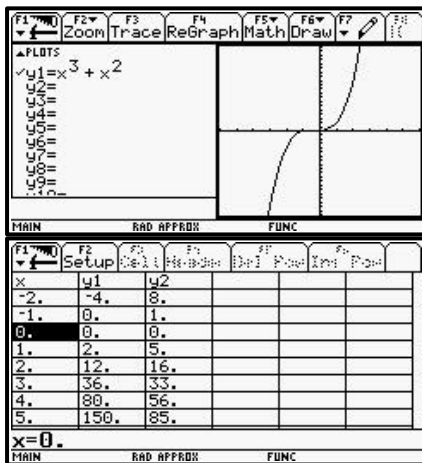 F1 F2 Zoom F3 Trace F4 ReGraph F5 Math F6 Draw F7
PLOTS
✓y1=x³ + x²
y2=
y3=
y4=
y5=
y6=
y7=
y8=
y9=
MAIN RAD APPROX FUNC
F1 F2 Setup
x y1 y2
-2. -4. 8.
-1. 0. 1.
0. 0. 0.
1. 2. 5.
2. 12. 16.
3. 36. 33.
4. 80. 56.
5. 150. 85.
x=0.
MAIN RAD APPROX FUNC